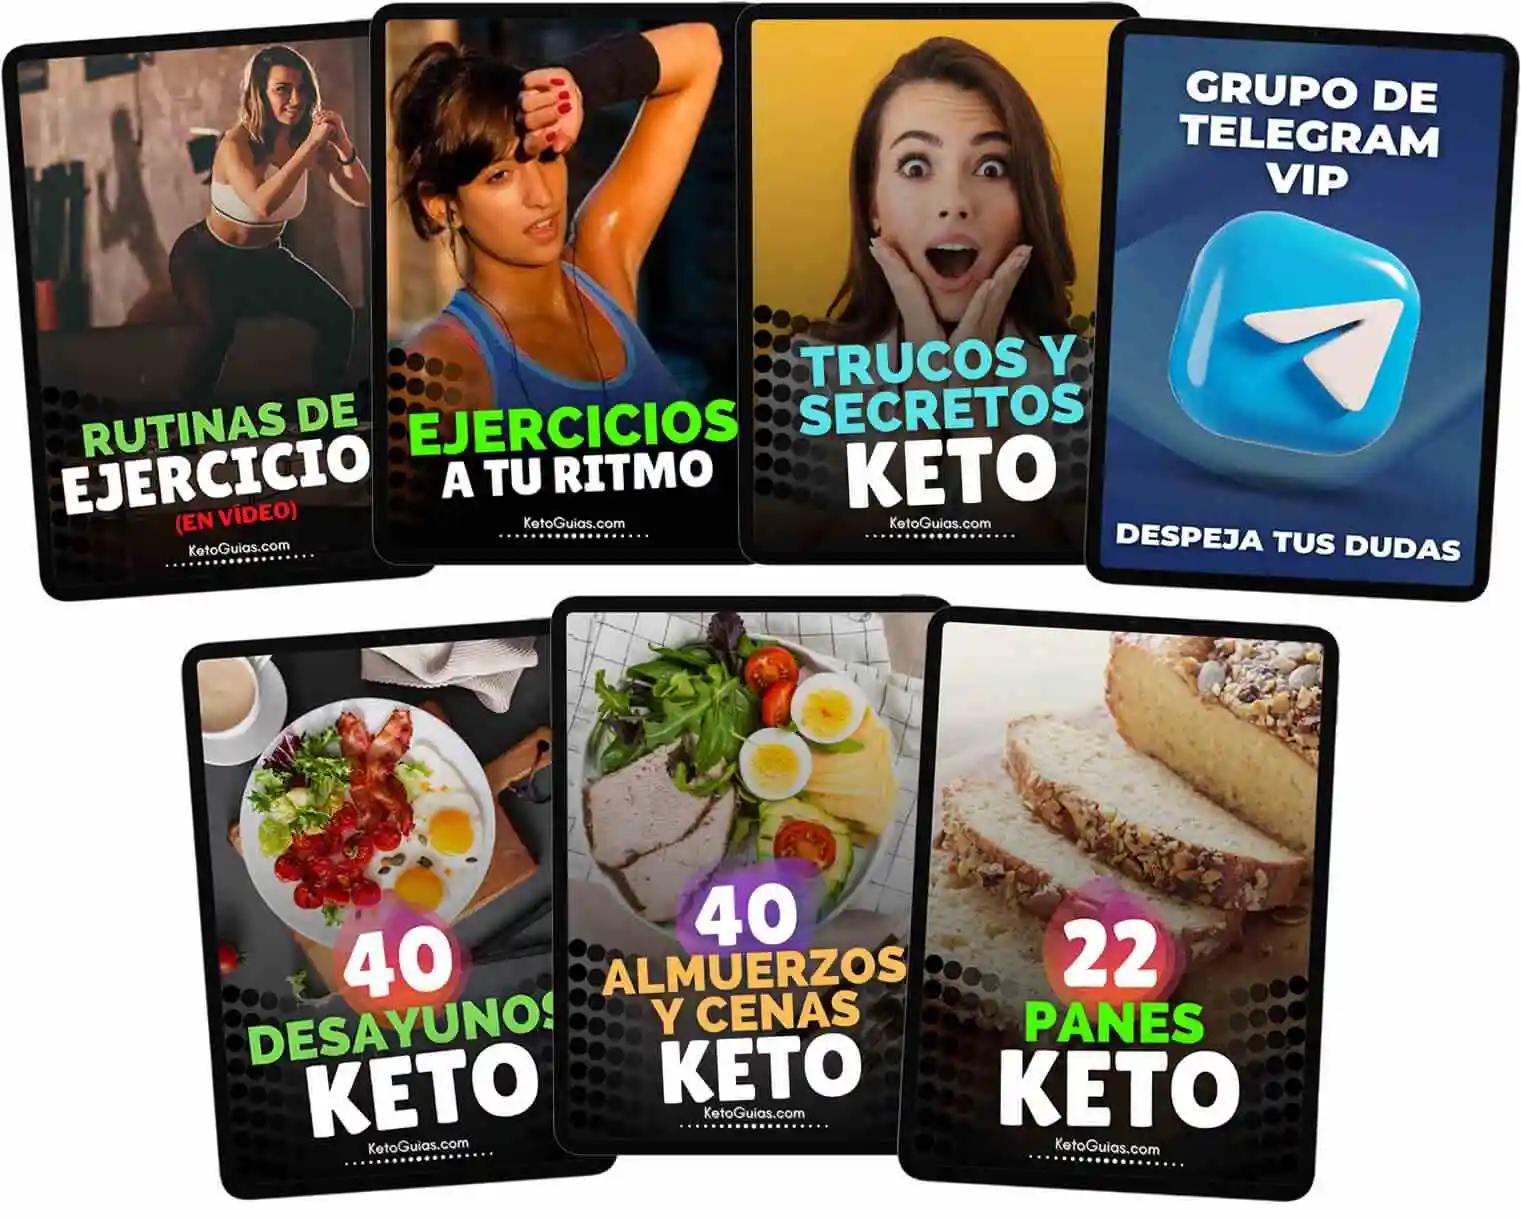 RUTINAS DE
EJERCICIO
(EN VÍDEO)
KetoGuias.com
EJERCICIOS
A TU RITMO
KetoGuias.com
TRUCOS Y
SECRETOS
KETO
KetoGuias.com
GRUPO DE
TELEGRAM
VIP
DESPEJA TUS DUDAS
40
DESAYUNOS
KETO
KetoGuias.com
40
ALMUERZOS
Y CENAS
KETO
KetoGuias.com
22
PANES
KETO
KetoGuias.com